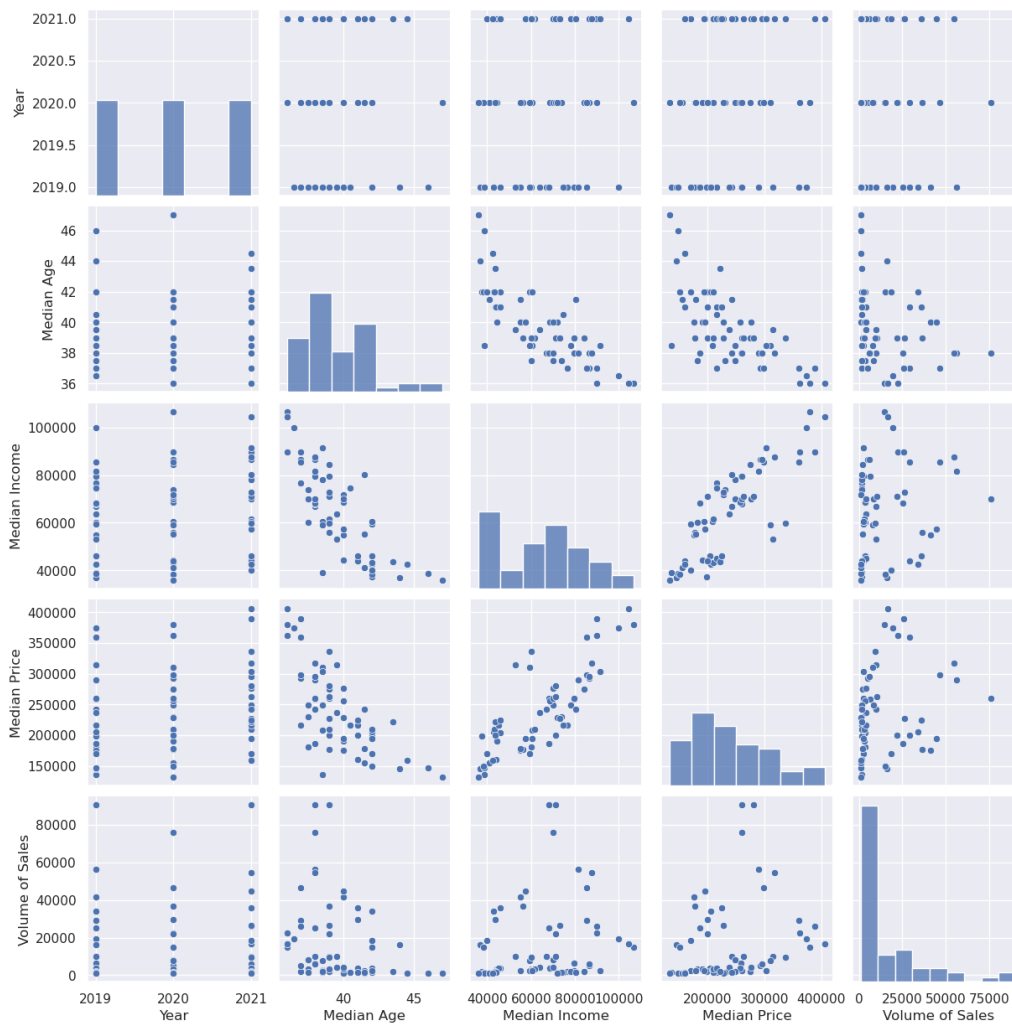 2021.0
2020.5
2020.0
2019.5
2019.0
Year
46
44
42
40
38
36
Median Age
100000
80000
60000
40000
Median Income
400000
350000
300000
250000
200000
150000
Median Price
80000
60000
40000
20000
0
Volume of Sales
2019 2020 2021
Year
40 45
Median Age
40000 60000 80000 100000
Median Income
200000 300000 400000
Median Price
0 25000 50000 75000
Volume of Sales